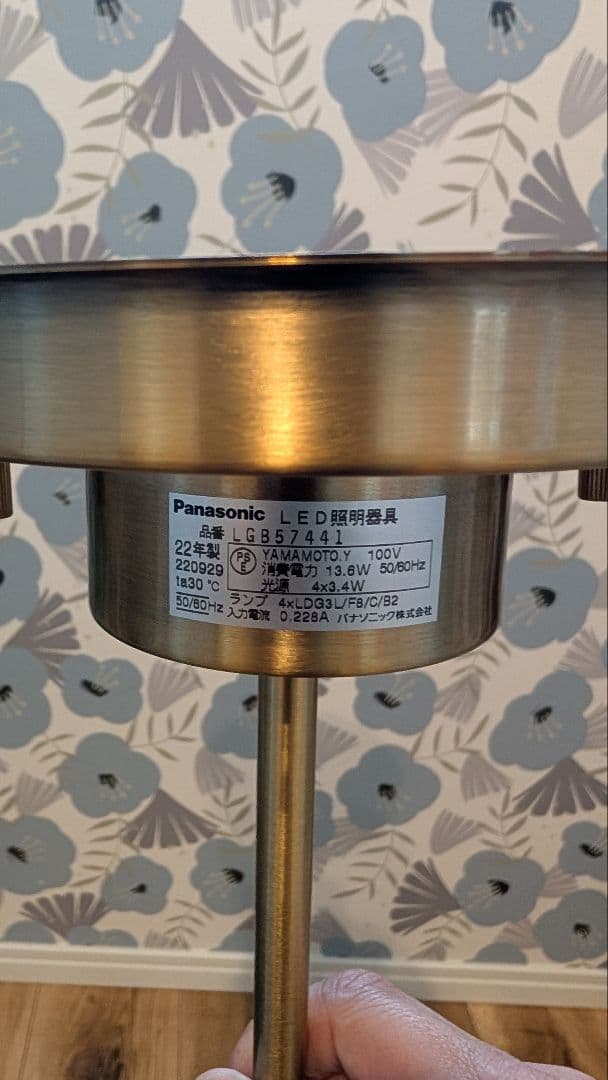 Panasonic LED照明器具
品番 LGB57441
22年製 PSE YAMAMOTO.Y 100V
220929 消費電力 13.6W 50/60Hz
ta30℃ 光源 4x3.4W
50/60Hz ランプ 4xLDG3L/F8/C/B2
入力電流 0.228A パナソニック株式会社